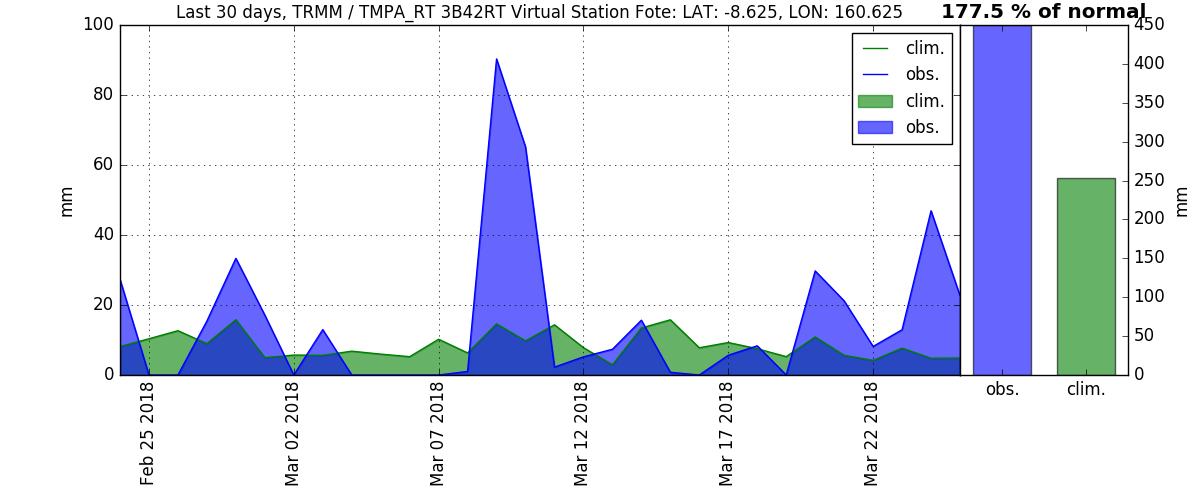 Last 30 days, TRMM / TMPA_RT 3B42RT Virtual Station Fote: LAT: -8.625, LON: 160.625
177.5 % of normal
clim.
obs.
clim.
obs.
100
80
60
40
20
0
mm
Feb 25 2018
Mar 02 2018
Mar 07 2018
Mar 12 2018
Mar 17 2018
Mar 22 2018
450
400
350
300
250
200
150
100
50
0
mm
obs.
clim.